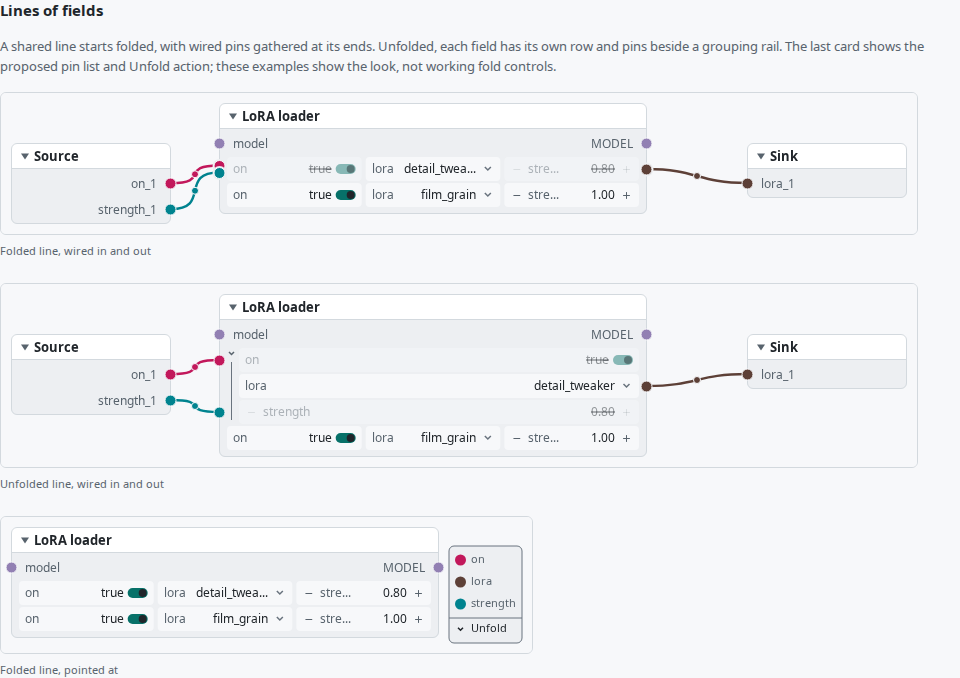 Lines of fields
A shared line starts folded, with wired pins gathered at its ends. Unfolded, each field has its own row and pins beside a grouping rail. The last card shows the
proposed pin list and Unfold action; these examples show the look, not working fold controls.
LoRA loader
model MODEL
Source
on_1
strength_1
on true lora detail_twea... − stre... 0.80 +
on true lora film_grain − stre... 1.00 +
Sink
lora_1
Folded line, wired in and out
LoRA loader
model MODEL
Source
on_1
strength_1
on true
lora detail_tweaker
− strength 0.80 +
on true lora film_grain − stre... 1.00 +
Sink
lora_1
Unfolded line, wired in and out
LoRA loader
model MODEL
on true lora detail_twea... − stre... 0.80 +
on true lora film_grain − stre... 1.00 +
on
lora
strength
Unfold
Folded line, pointed at